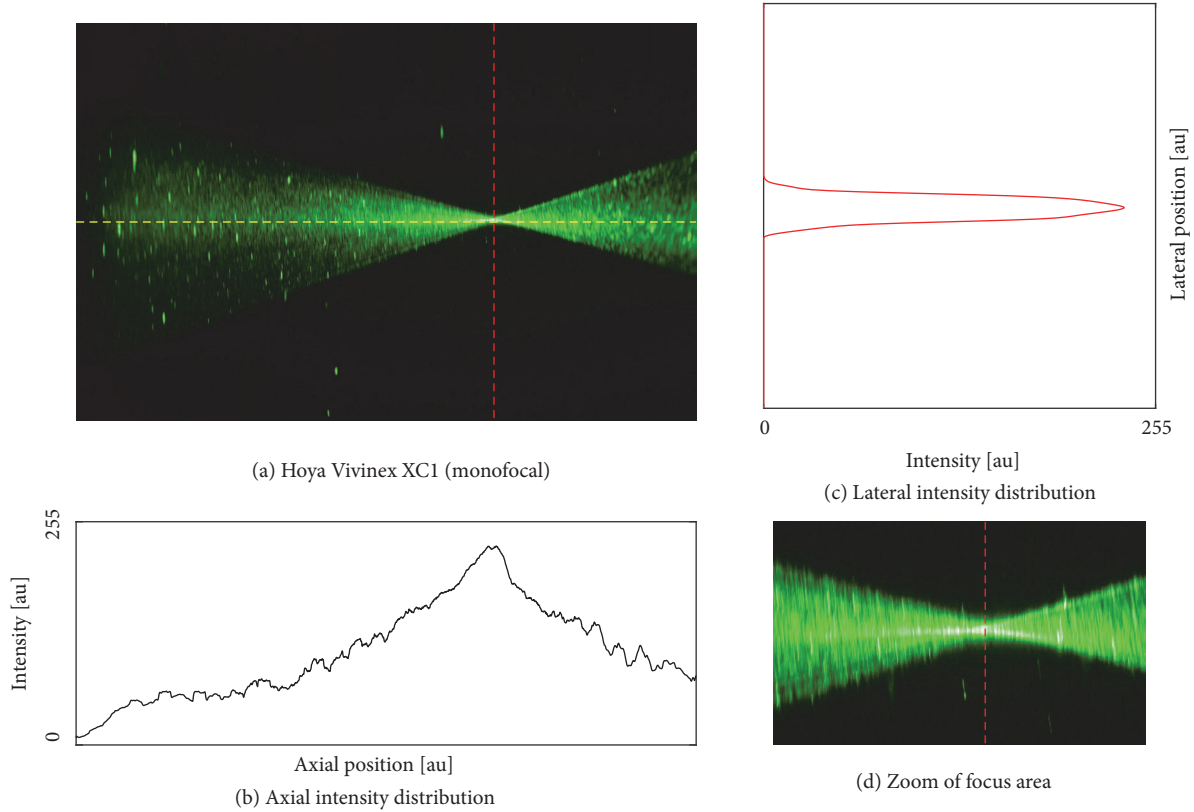 (a) Hoya Vivinex XC1 (monofocal)
Lateral position [au]
0
255
Intensity [au]
(c) Lateral intensity distribution
255
Intensity [au]
0
Axial position [au]
(b) Axial intensity distribution
(d) Zoom of focus area